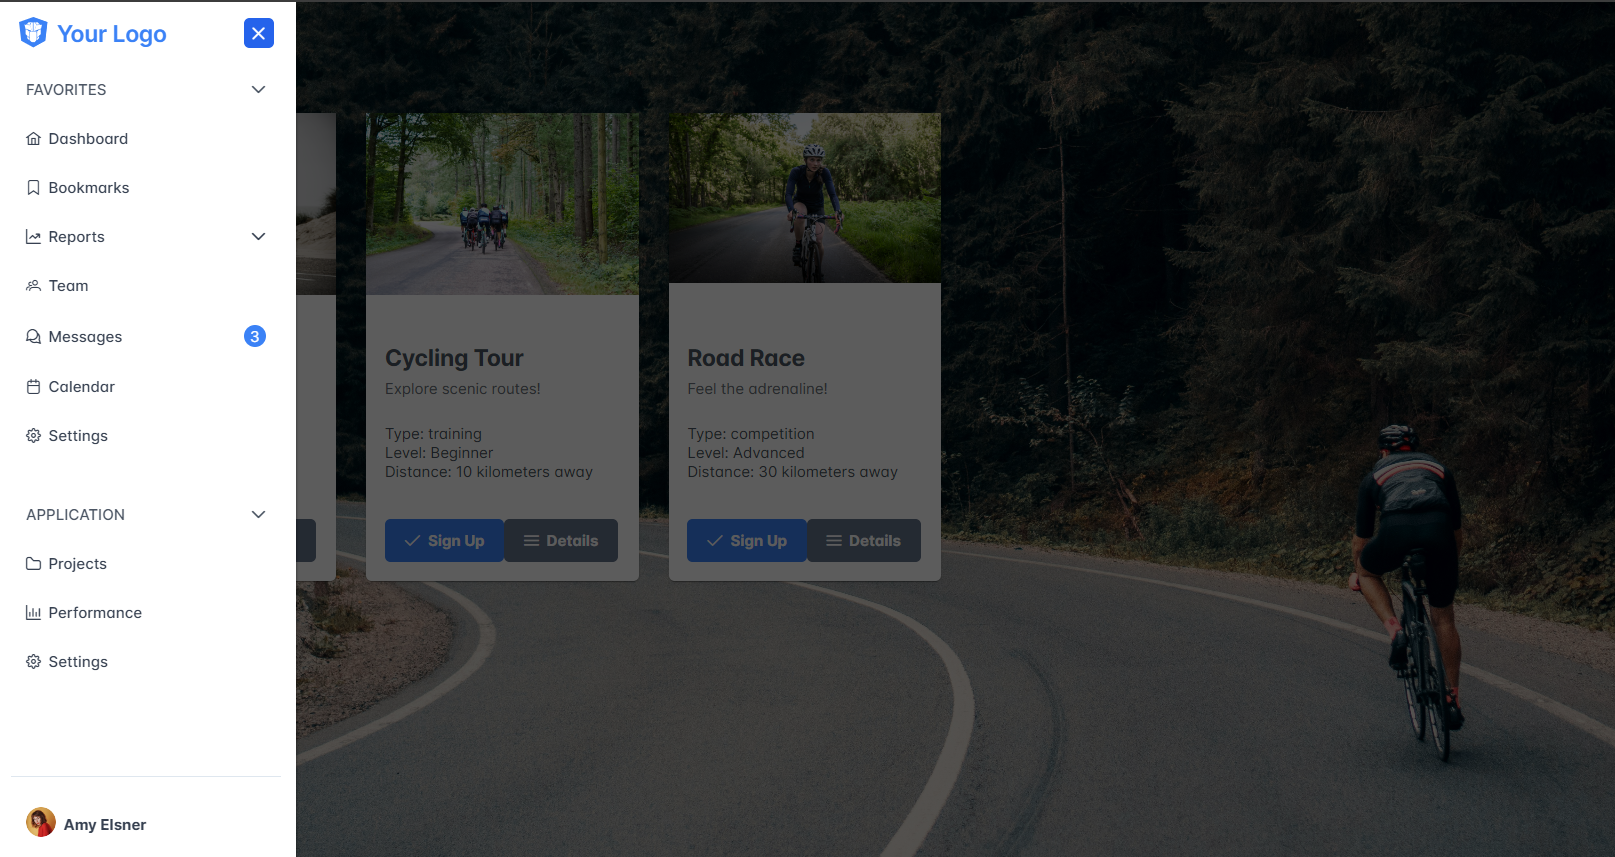 Your Logo
FAVORITES
Dashboard
Bookmarks
Reports
Team
Messages 3
Calendar
Settings
APPLICATION
Projects
Performance
Settings
Amy Elsner
Cycling Tour
Explore scenic routes!
Type: training
Level: Beginner
Distance: 10 kilometers away
Sign Up Details
Road Race
Feel the adrenaline!
Type: competition
Level: Advanced
Distance: 30 kilometers away
Sign Up Details